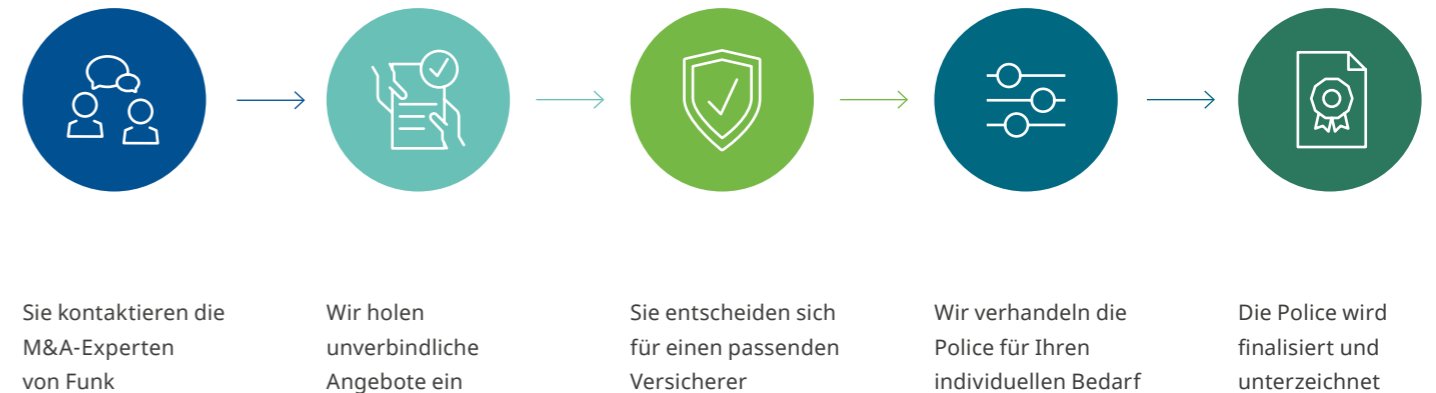 Sie kontaktieren die
M&A-Experten
von Funk
Wir holen
unverbindliche
Angebote ein
Sie entscheiden sich
für einen passenden
Versicherer
Wir verhandeln die
Police für Ihren
individuellen Bedarf
Die Police wird
finalisiert und
unterzeichnet